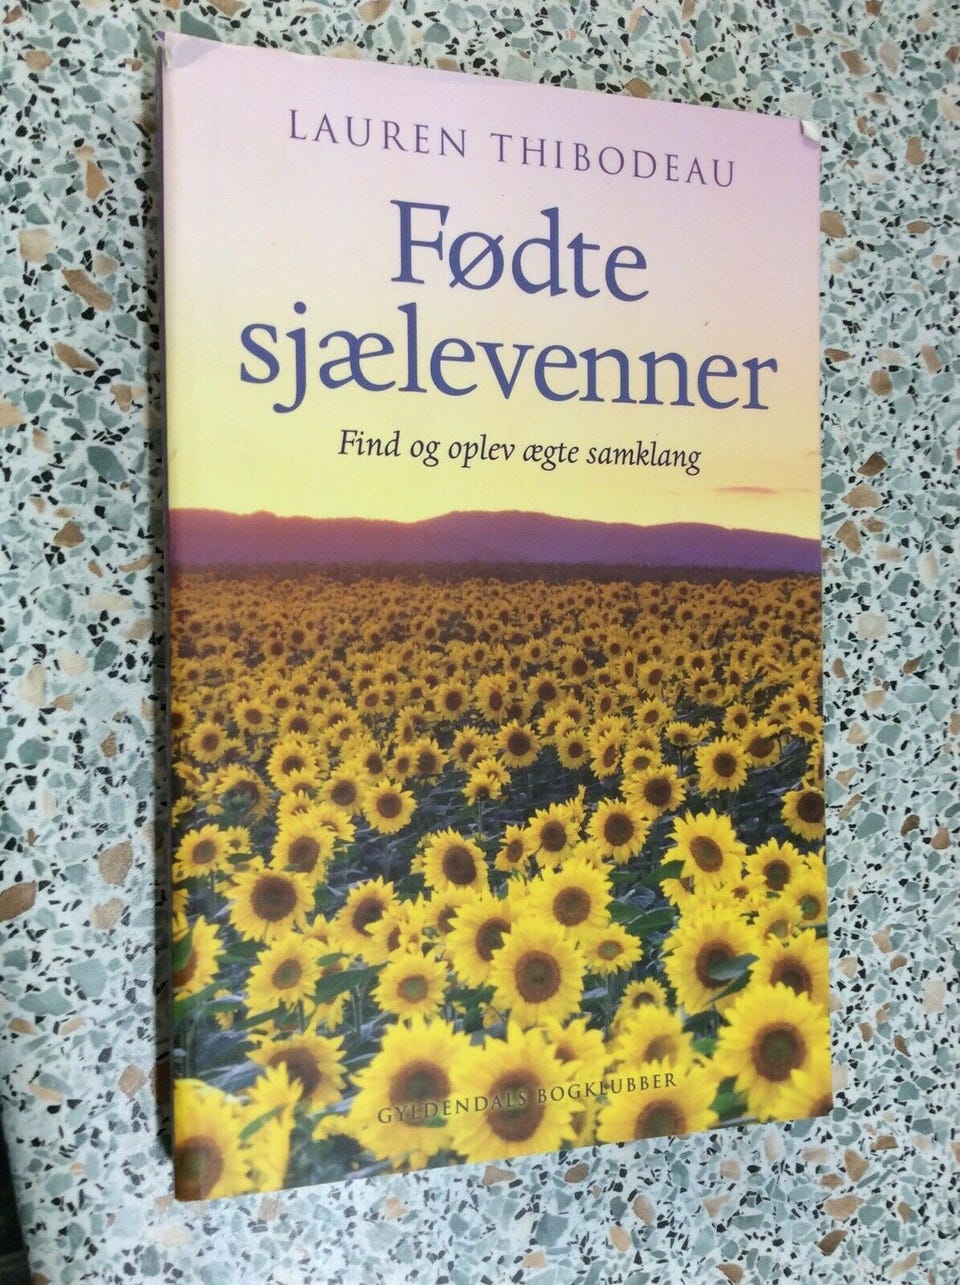 LAUREN THIBODEAU
Fødte
sjælevenner
Find og oplev ægte samklang
GYLDENDALS BOGKLUBBER